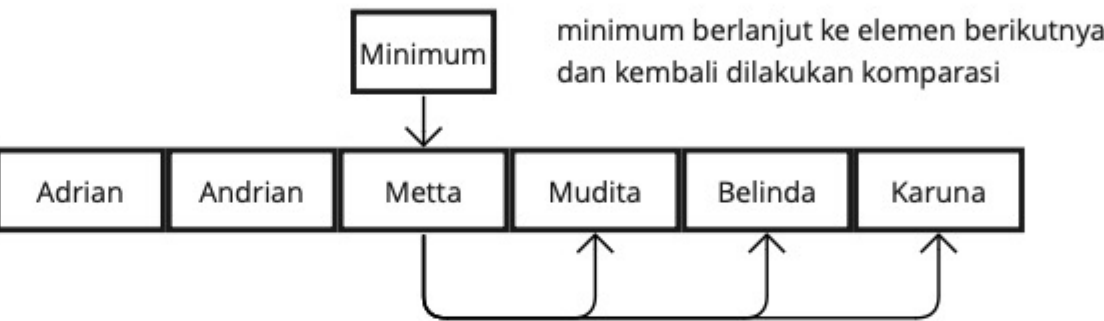 Minimum
minimum berlanjut ke elemen berikutnya
dan kembali dilakukan komparasi
Adrian Andrian Metta Mudita Belinda Karuna